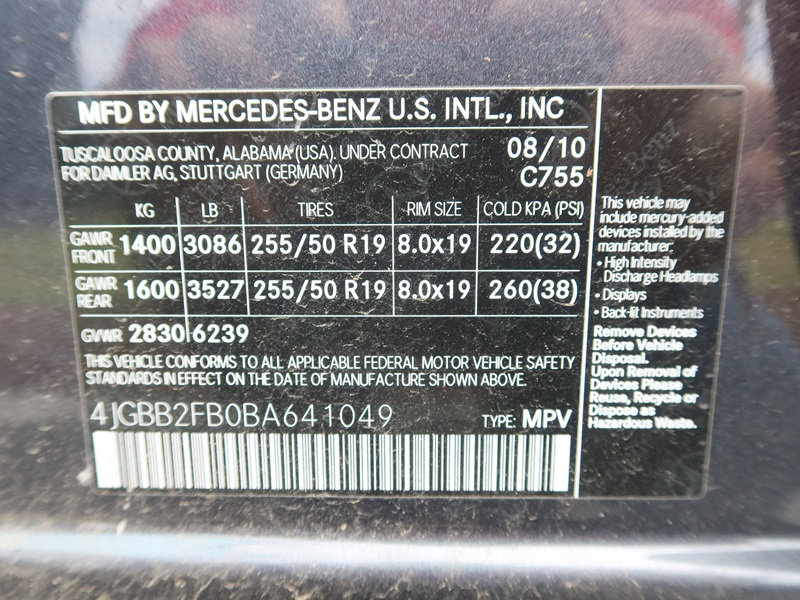 MFD BY MERCEDES-BENZ U.S. INTL., INC
TUSCALOOSA COUNTY, ALABAMA (USA). UNDER CONTRACT 08/10
FOR DAIMLER AG, STUTTGART (GERMANY) C755
KG LB TIRES RIM SIZE COLD KPA (PSI)
GAWR FRONT 1400 3086 255/50 R19 8.0x19 220(32)
GAWR REAR 1600 3527 255/50 R19 8.0x19 260(38)
GVWR 2830 6239
THIS VEHICLE CONFORMS TO ALL APPLICABLE FEDERAL MOTOR VEHICLE SAFETY
STANDARDS IN EFFECT ON THE DATE OF MANUFACTURE SHOWN ABOVE.
4JGBB2FB0BA641049 TYPE: MPV
This vehicle may
include mercury-added
devices installed by the
manufacturer:
• High Intensity
Discharge Headlamps
• Displays
• Back-lit Instruments
Remove Devices
Before Vehicle
Disposal.
Upon Removal of
Devices Please
Reuse, Recycle or
Dispose as
Hazardous Waste.